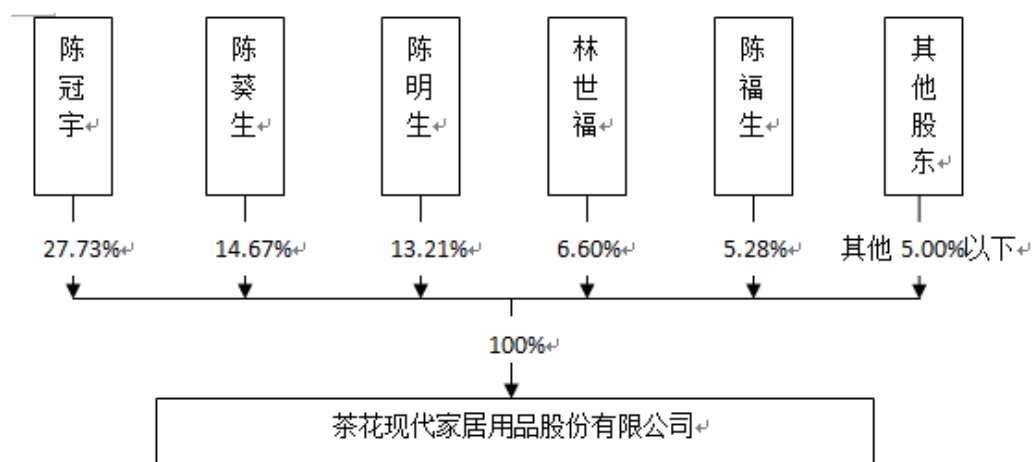 陈冠宇
陈葵生
陈明生
林世福
陈福生
其他股东
27.73%
14.67%
13.21%
6.60%
5.28%
其他 5.00%以下
100%
茶花现代家居用品股份有限公司